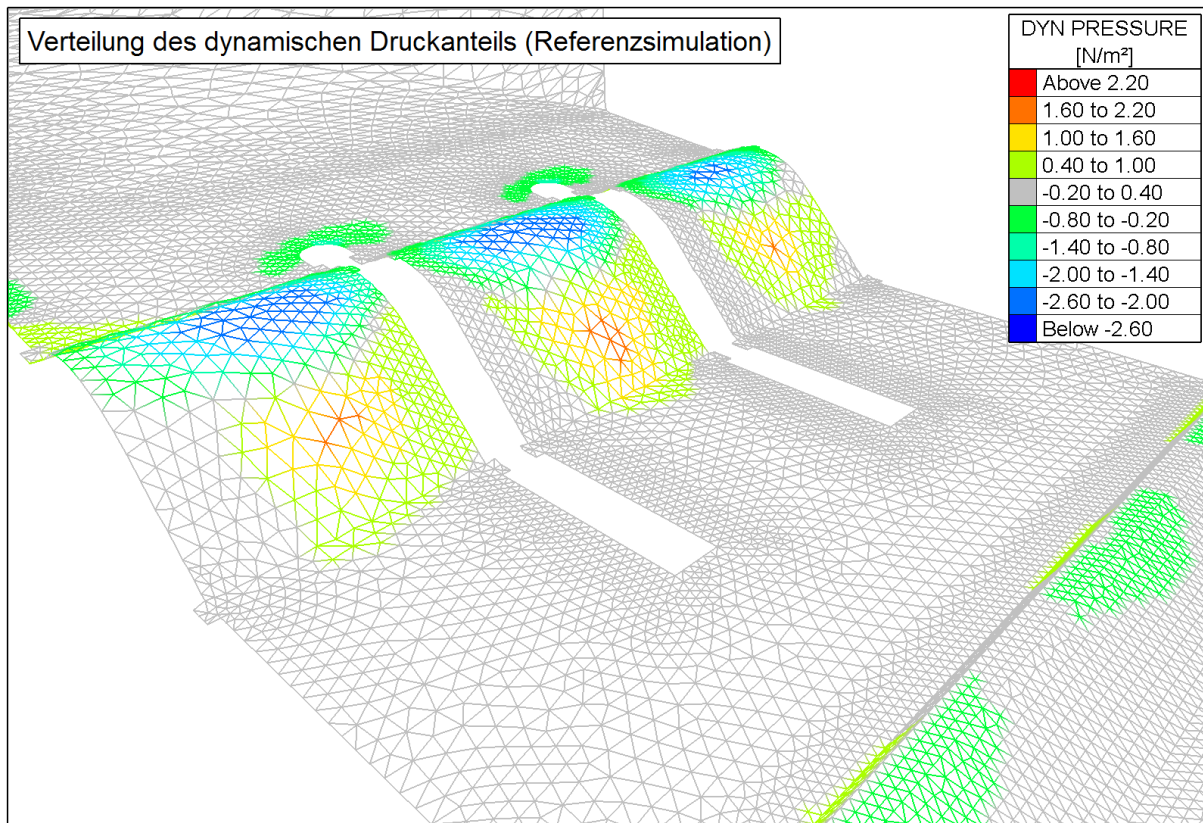 Verteilung des dynamischen Druckanteils (Referenzsimulation)
DYN PRESSURE
[N/m²]
Above 2.20
1.60 to 2.20
1.00 to 1.60
0.40 to 1.00
-0.20 to 0.40
-0.80 to -0.20
-1.40 to -0.80
-2.00 to -1.40
-2.60 to -2.00
Below -2.60